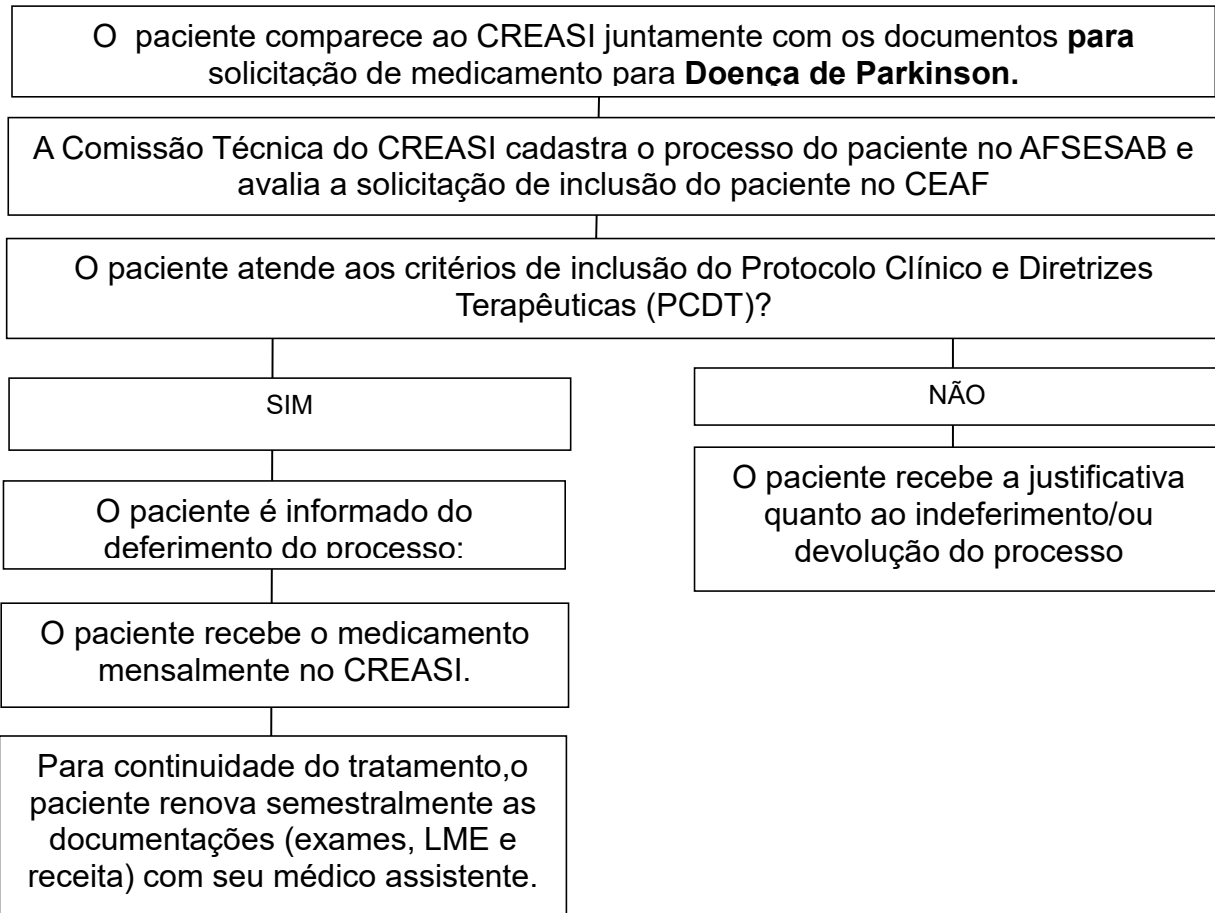 O paciente comparece ao CREASI juntamente com os documentos para
solicitação de medicamento para Doença de Parkinson.
A Comissão Técnica do CREASI cadastra o processo do paciente no AFSESAB e
avalia a solicitação de inclusão do paciente no CEAF
O paciente atende aos critérios de inclusão do Protocolo Clínico e Diretrizes
Terapêuticas (PCDT)?
SIM
NÃO
O paciente é informado do
deferimento do processo:
O paciente recebe a justificativa
quanto ao indeferimento/ou
devolução do processo
O paciente recebe o medicamento
mensalmente no CREASI.
Para continuidade do tratamento,o
paciente renova semestralmente as
documentações (exames, LME e
receita) com seu médico assistente.